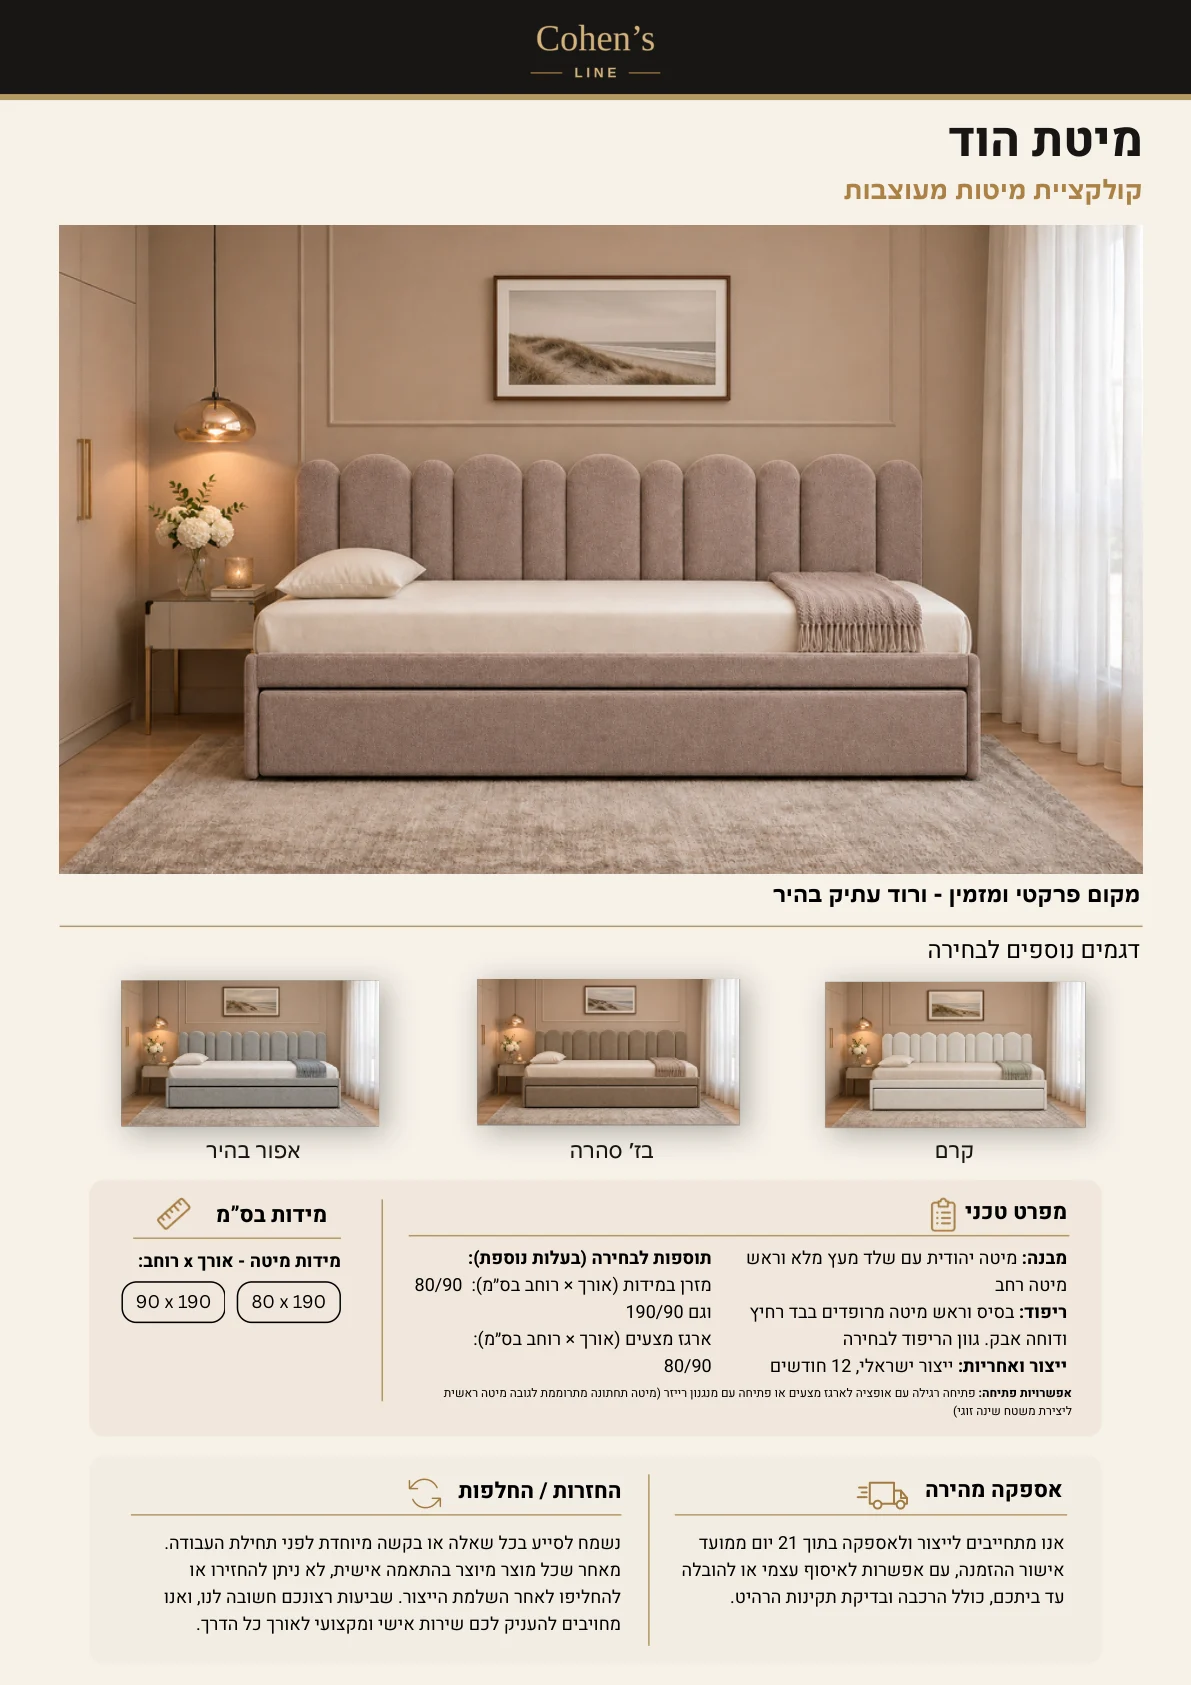 Cohen’s
LINE
מיטת הוד
קולקציית מיטות מעוצבות
מקום פרקטי ומזמין - ורוד עתיק בהיר
דגמים נוספים לבחירה
קרם
בז’ סהרה
אפור בהיר
מפרט טכני
מבנה: מיטה יהודית עם שלד מעץ מלא וראש
מיטה רחב
ריפוד: בסיס וראש מיטה מרופדים בבד רחיץ
ודוחה אבק. גוון הריפוד לבחירה
ייצור ואחריות: ייצור ישראלי, 12 חודשים
תוספות לבחירה (בעלות נוספת):
מזרן במידות (אורך × רוחב בס"מ): 80/90
וגם 190/90
ארגז מצעים (אורך × רוחב בס"מ):
80/90
אפשרויות פתיחה: פתיחה רגילה עם אופציה לארגז מצעים או פתיחה עם מנגנון רייזר (מיטה תחתונה מתרוממת לגובה מיטה ראשית
ליצירת משטח שינה זוגי)
מידות בס”מ
מידות מיטה - אורך x רוחב:
80 x 190
90 x 190
אספקה מהירה
אנו מתחייבים לייצור ולאספקה בתוך 21 יום ממועד
אישור ההזמנה, עם אפשרות לאיסוף עצמי או להובלה
עד ביתכם, כולל הרכבה ובדיקת תקינות הרהיט.
החזרות / החלפות
נשמח לסייע בכל שאלה או בקשה מיוחדת לפני תחילת העבודה.
מאחר שכל מוצר מיוצר בהתאמה אישית, לא ניתן להחזירו או
להחליפו לאחר השלמת הייצור. שביעות רצונכם חשובה לנו, ואנו
מחויבים להעניק לכם שירות אישי ומקצועי לאורך כל הדרך.